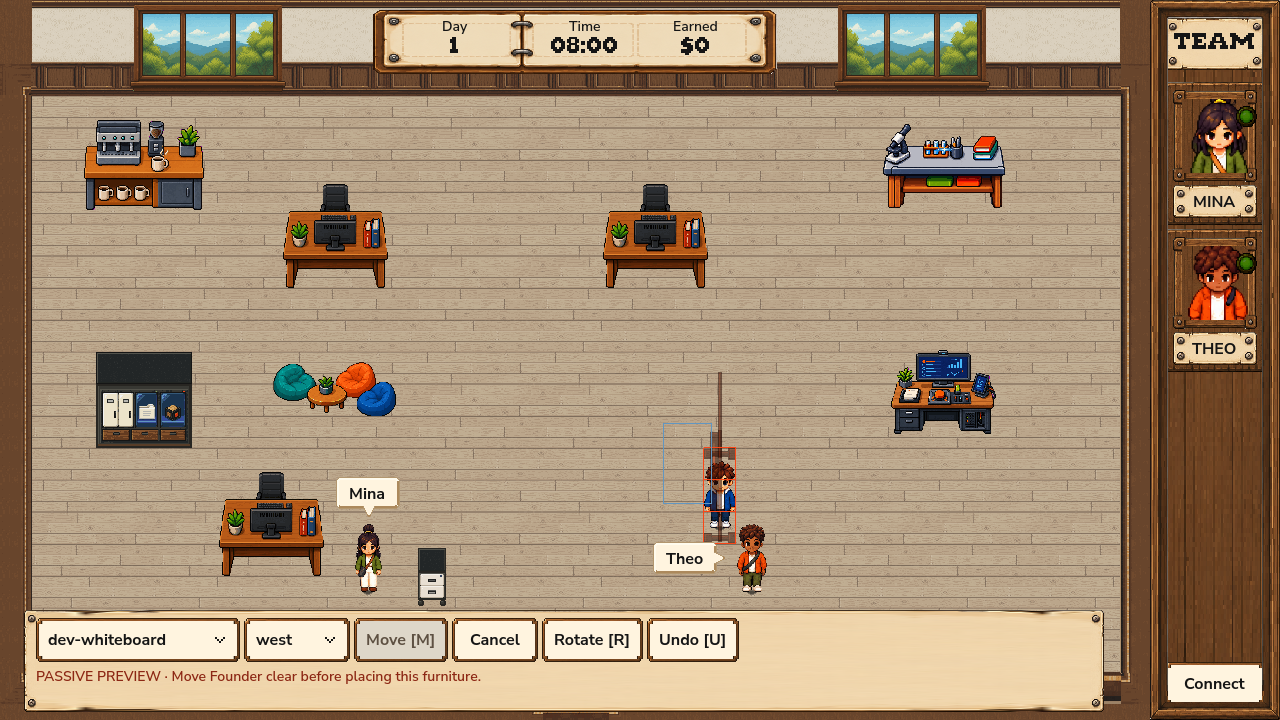 Day
1
Time
08:00
Earned
$0
TEAM
MINA
THEO
Mina
Theo
dev-whiteboard
west
Move [M]
Cancel
Rotate [R]
Undo [U]
PASSIVE PREVIEW · Move Founder clear before placing this furniture.
Connect